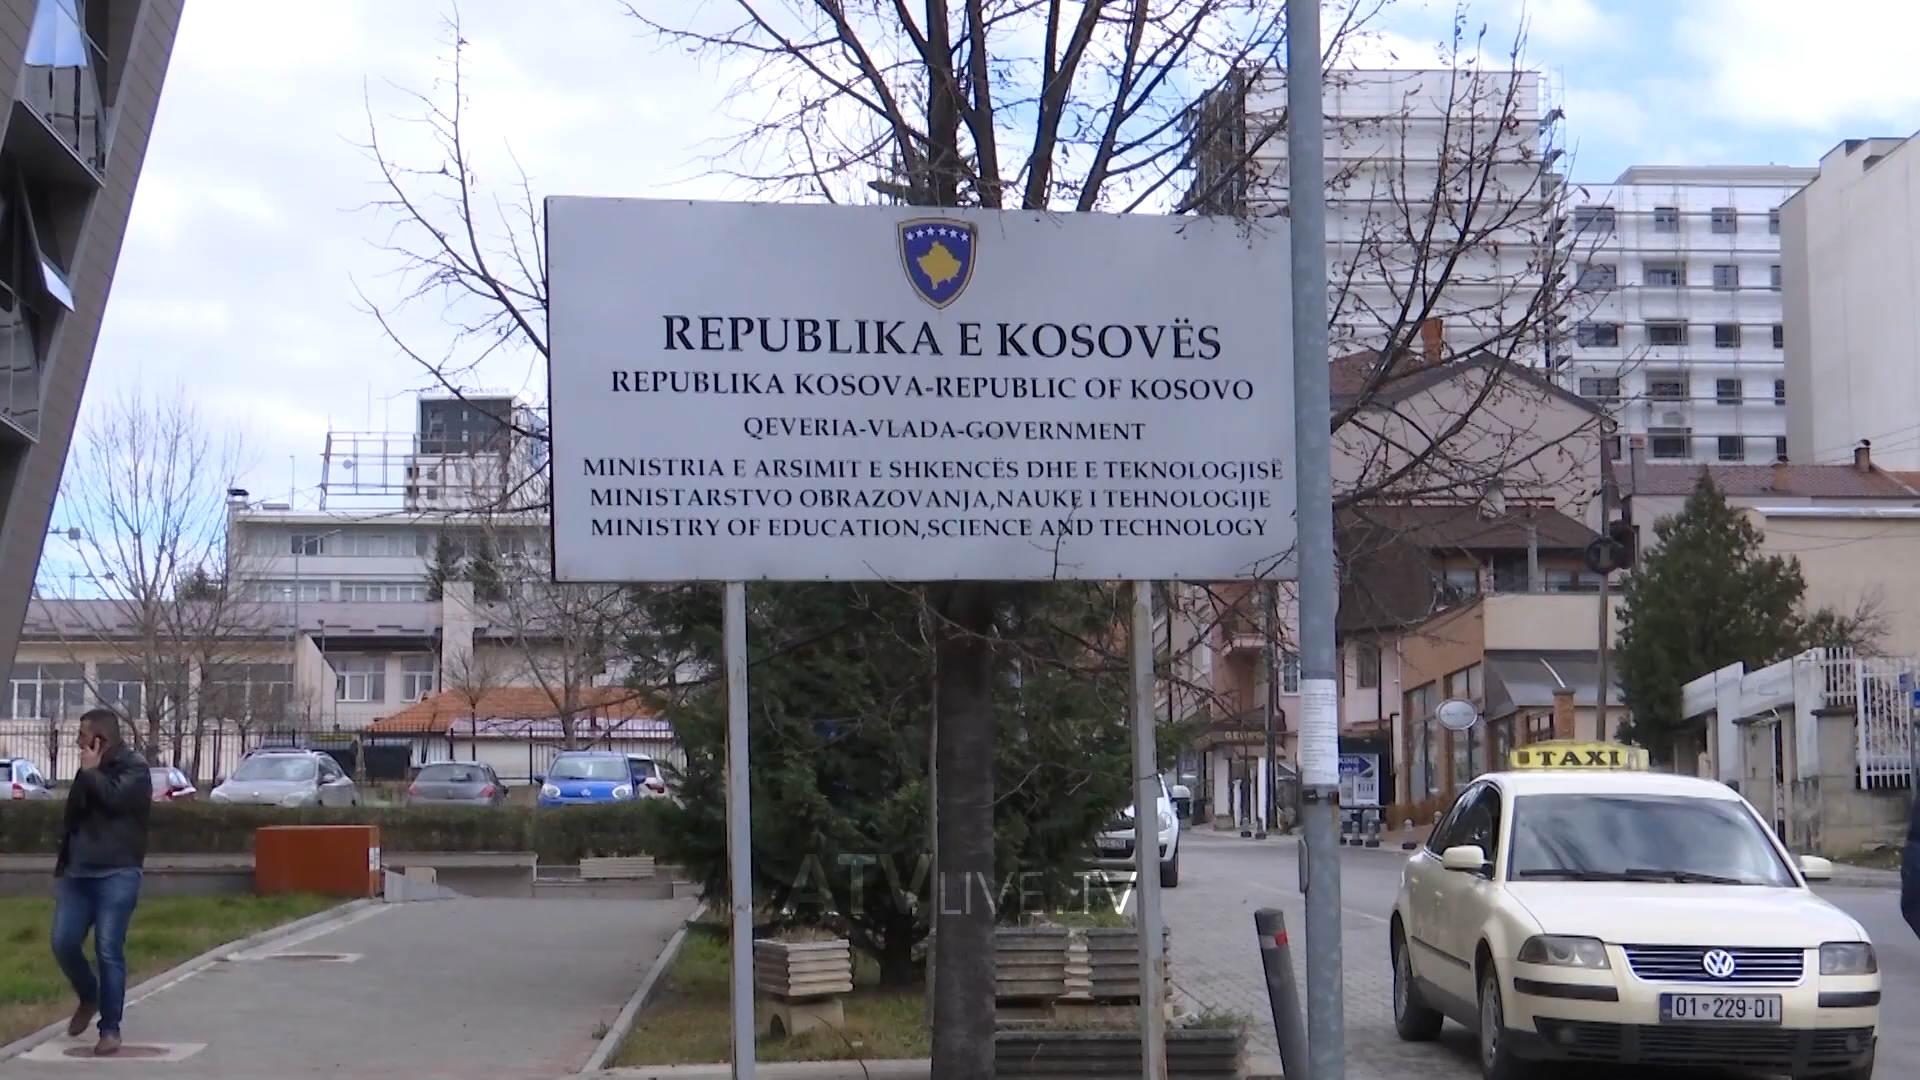 REPUBLIKA E KOSOVËS
REPUBLIKA KOSOVA-REPUBLIC OF KOSOVO
QEVERIA-VLADA-GOVERNMENT
MINISTRIA E ARSIMIT E SHKENCËS DHE E TEKNOLOGJISË
MINISTARSTVO OBRAZOVANJA,NAUKE I TEHNOLOGIJE
MINISTRY OF EDUCATION,SCIENCE AND TECHNOLOGY
TAXI
ATVLIVE.TV
01 229-DI